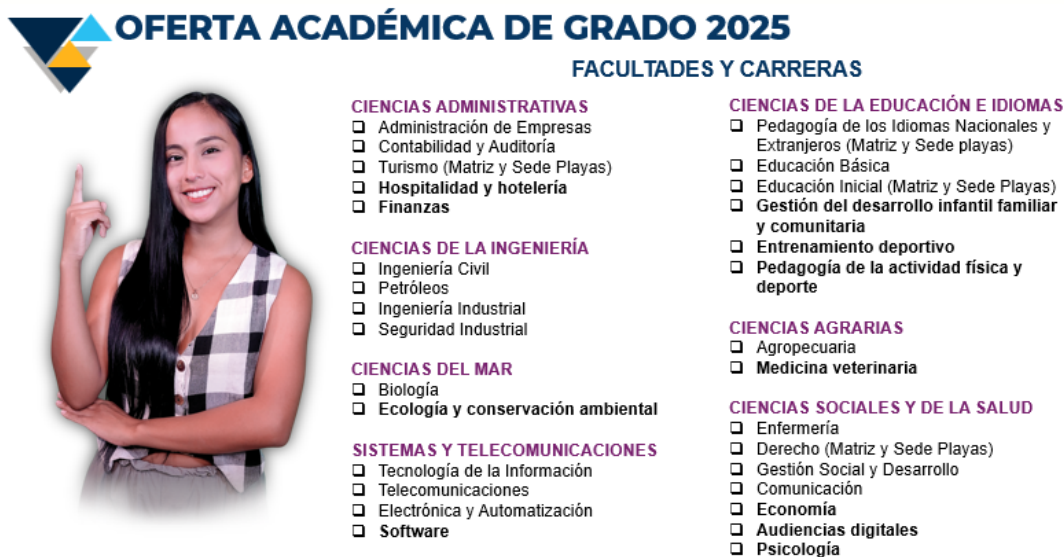 OFERTA ACADÉMICA DE GRADO 2025
FACULTADES Y CARRERAS
CIENCIAS ADMINISTRATIVAS
Administración de Empresas
Contabilidad y Auditoría
Turismo (Matriz y Sede Playas)
Hospitalidad y hotelería
Finanzas
CIENCIAS DE LA INGENIERÍA
Ingeniería Civil
Petróleos
Ingeniería Industrial
Seguridad Industrial
CIENCIAS DEL MAR
Biología
Ecología y conservación ambiental
SISTEMAS Y TELECOMUNICACIONES
Tecnología de la Información
Telecomunicaciones
Electrónica y Automatización
Software
CIENCIAS DE LA EDUCACIÓN E IDIOMAS
Pedagogía de los Idiomas Nacionales y
Extranjeros (Matriz y Sede playas)
Educación Básica
Educación Inicial (Matriz y Sede Playas)
Gestión del desarrollo infantil familiar
y comunitaria
Entrenamiento deportivo
Pedagogía de la actividad física y
deporte
CIENCIAS AGRARIAS
Agropecuaria
Medicina veterinaria
CIENCIAS SOCIALES Y DE LA SALUD
Enfermería
Derecho (Matriz y Sede Playas)
Gestión Social y Desarrollo
Comunicación
Economía
Audiencias digitales
Psicología